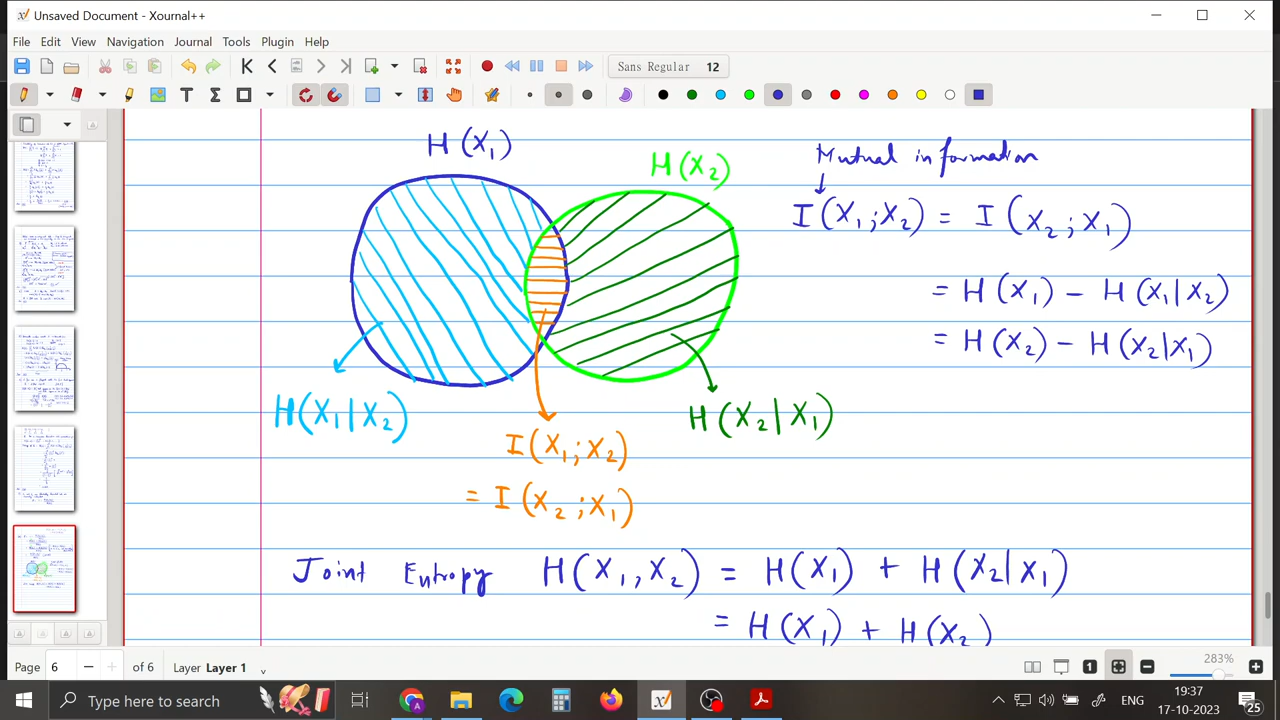 Unsaved Document - Xournal++
File Edit View Navigation Journal Tools Plugin Help
Sans Regular 12
H(X₁)
H(X₂)
Mutual information
I(X₁;X₂) = I(X₂;X₁)
= H(X₁) - H(X₁|X₂)
= H(X₂) - H(X₂|X₁)
H(X₁|X₂)
H(X₂|X₁)
I(X₁;X₂)
= I(X₂;X₁)
Joint Entropy H(X₁,X₂) = H(X₁) + H(X₂|X₁)
= H(X₁) + H(X₂)
Page 6 of 6 Layer Layer 1
283%
1
Type here to search
ENG
19:37
17-10-2023
25